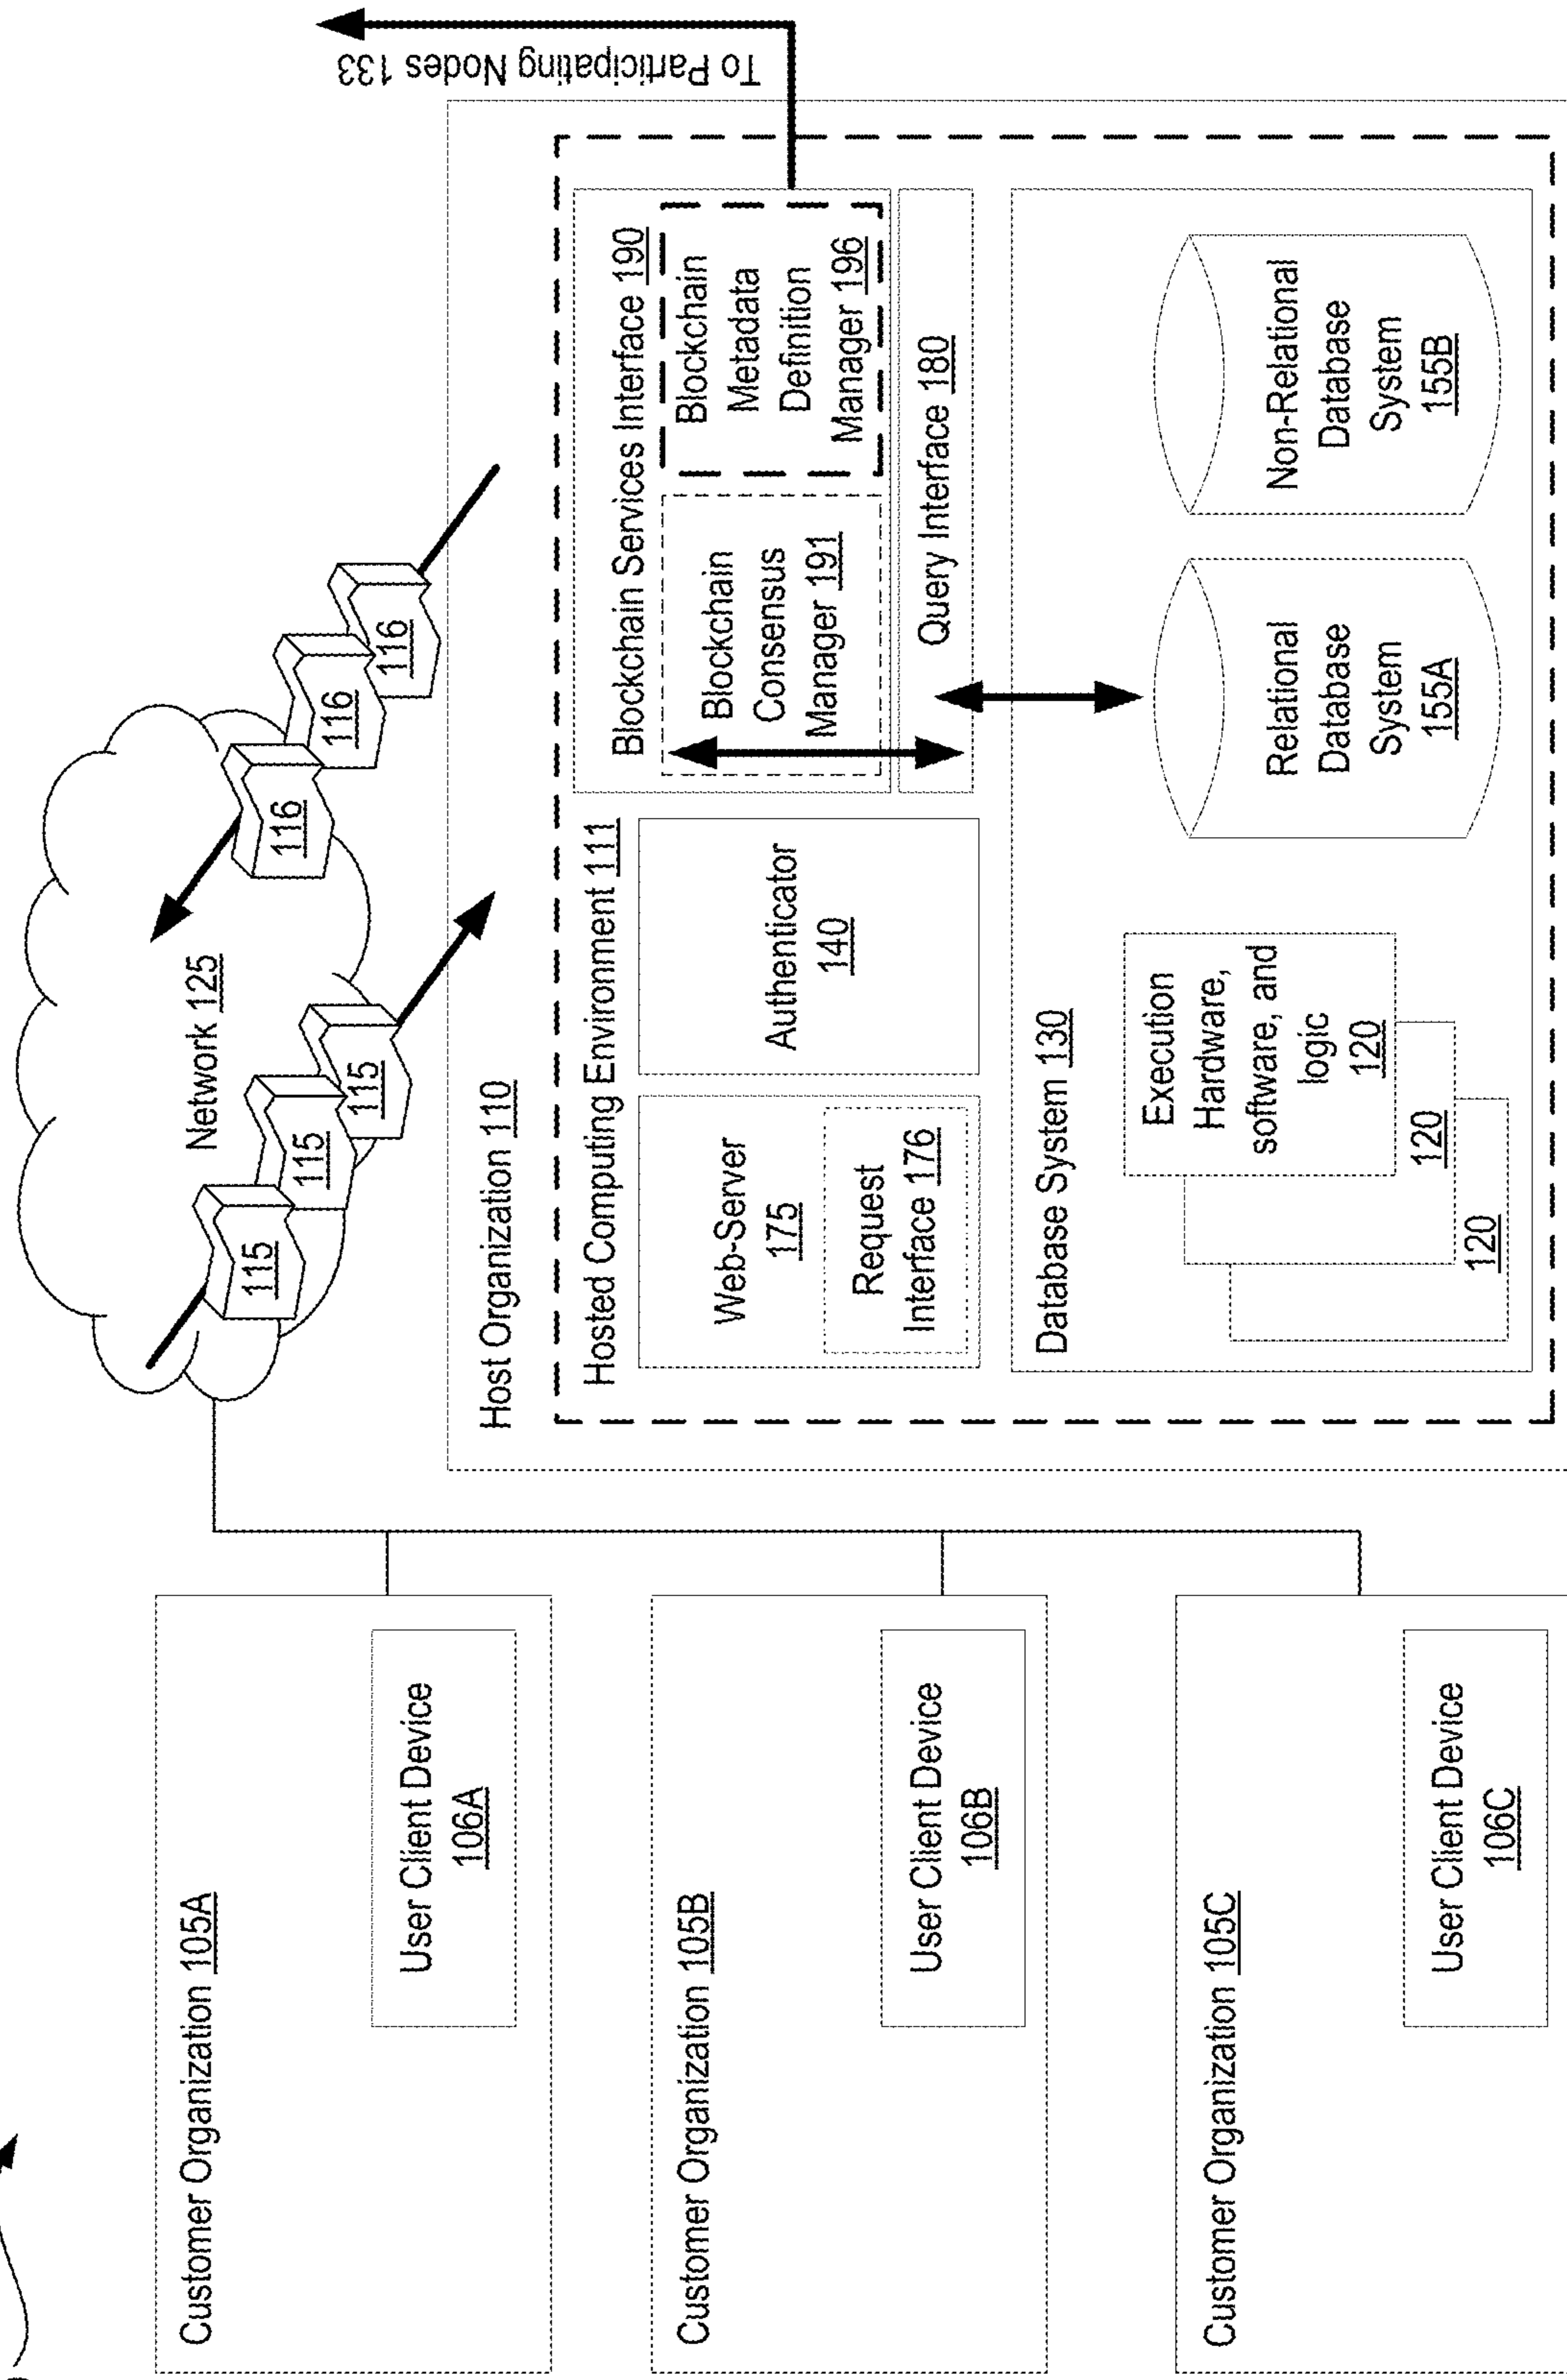 Customer Organization 105A
User Client Device
106A
Customer Organization 105B
User Client Device
106B
Customer Organization 105C
User Client Device
106C
Network 125
115
115
115
116
116
116
To Participating Nodes 133
Host Organization 110
Hosted Computing Environment 111
Web-Server
175
Request
Interface 176
Authenticator
140
Blockchain Services Interface 190
Blockchain
Consensus
Manager 191
Blockchain
Metadata
Definition
Manager 196
Query Interface 180
Database System 130
Execution
Hardware,
software, and
logic
120
120
120
Relational
Database
System
155A
Non-Relational
Database
System
155B